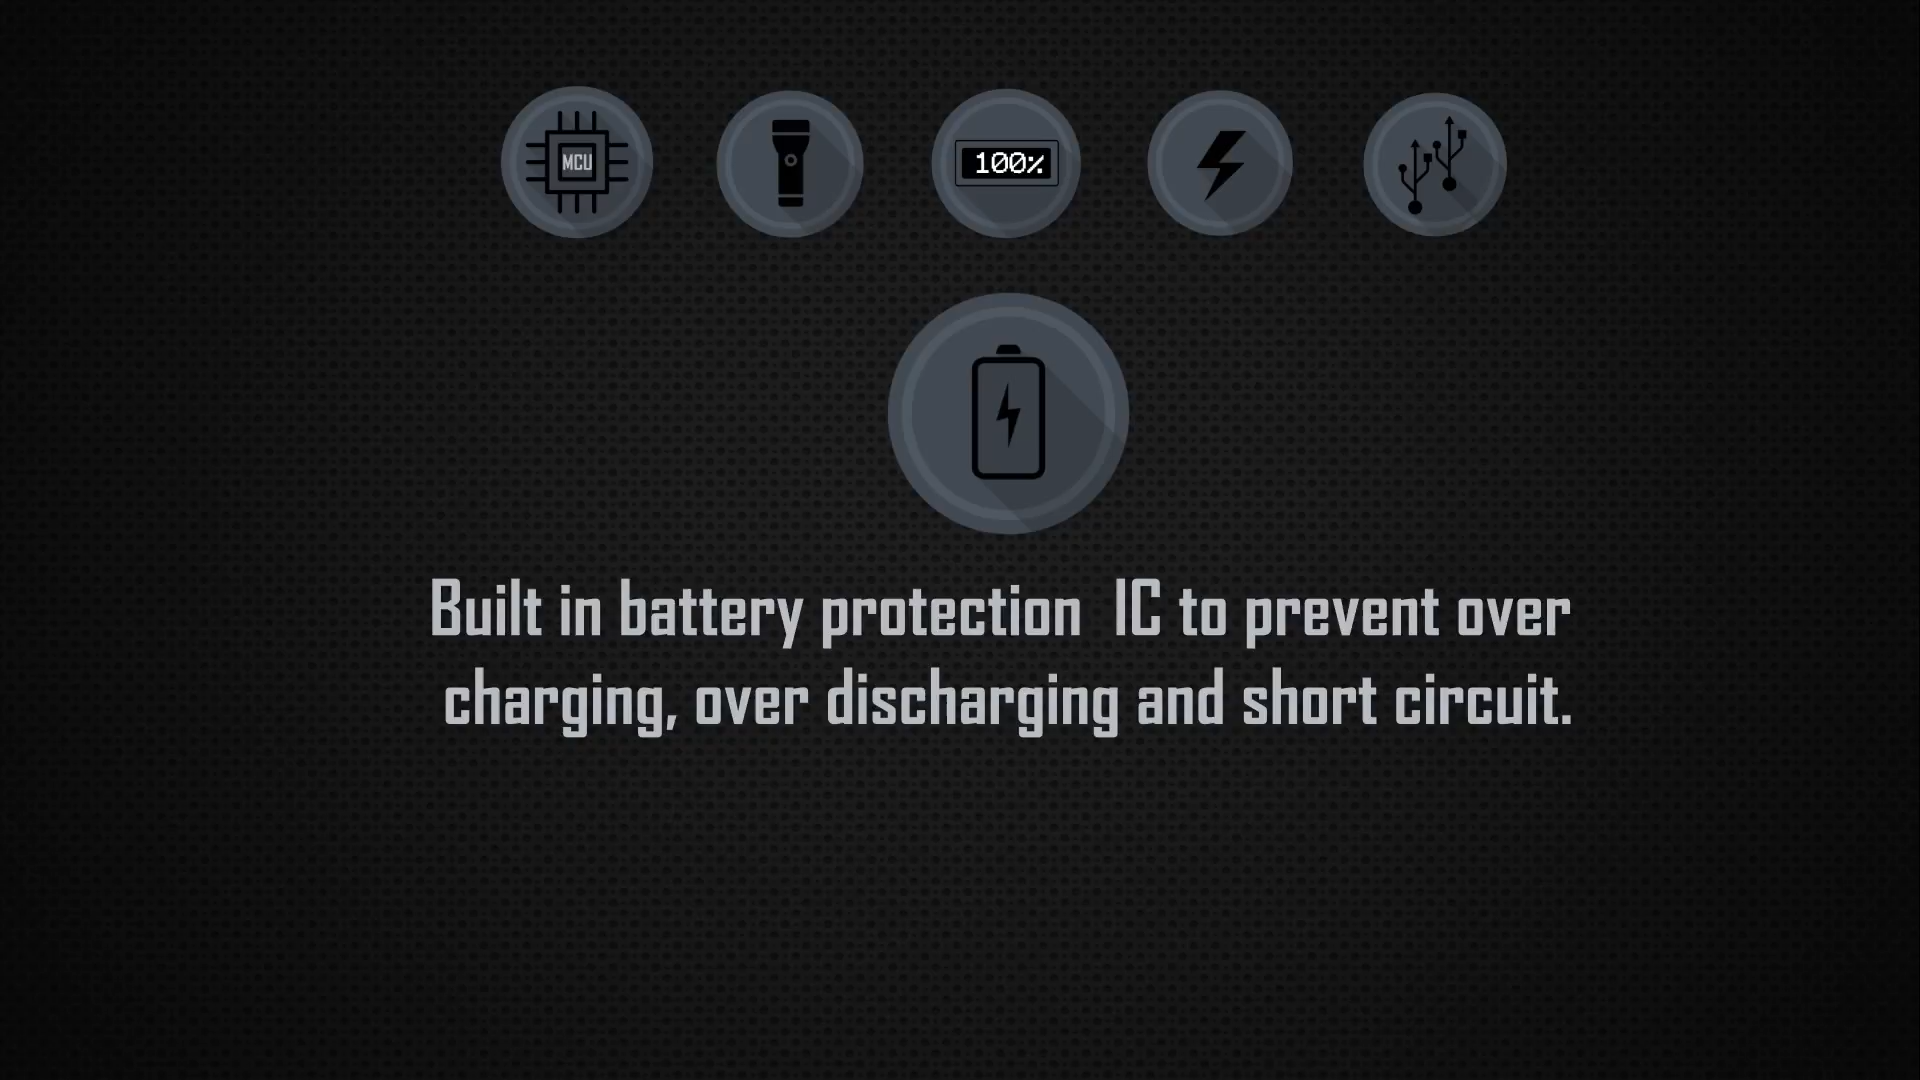 MCU
100%
Built in battery protection IC to prevent over
charging, over discharging and short circuit.